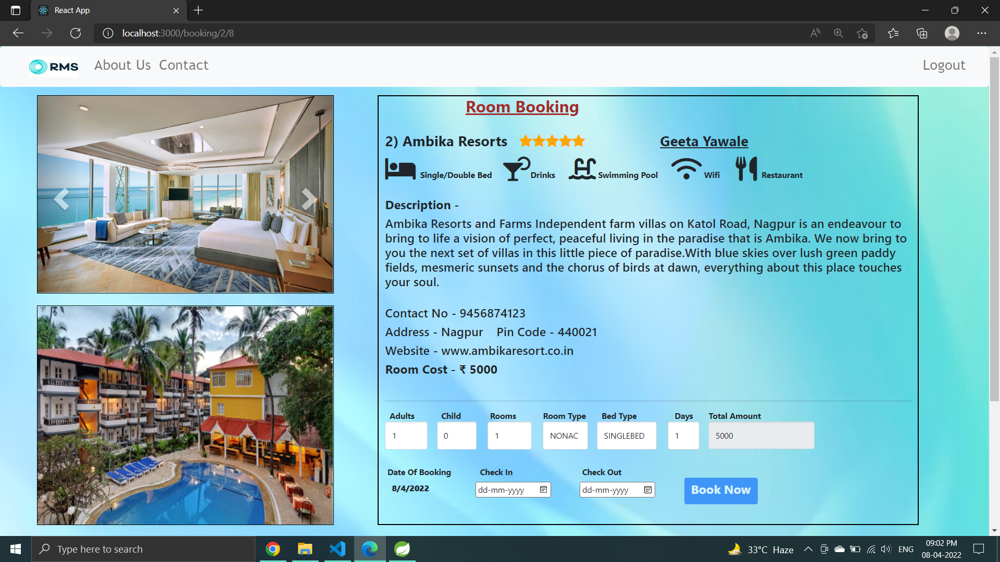 React App
localhost:3000/booking/2/8
RMS
About Us Contact
Logout
Room Booking
2) Ambika Resorts
Geeta Yawale
Single/Double Bed Drinks Swimming Pool Wifi Restaurant
Description -
Ambika Resorts and Farms Independent farm villas on Katol Road, Nagpur is an endeavour to
bring to life a vision of perfect, peaceful living in the paradise that is Ambika. We now bring to
you the next set of villas in this little piece of paradise.With blue skies over lush green paddy
fields, mesmeric sunsets and the chorus of birds at dawn, everything about this place touches
your soul.
Contact No - 9456874123
Address - Nagpur Pin Code - 440021
Website - www.ambikaresort.co.in
Room Cost - ₹ 5000
Adults Child Rooms Room Type Bed Type Days Total Amount
1 0 1 NONAC SINGLEBED 1 5000
Date Of Booking Check In Check Out
8/4/2022 dd-mm-yyyy dd-mm-yyyy Book Now
Type here to search
33°C Haze
ENG
09:02 PM
08-04-2022